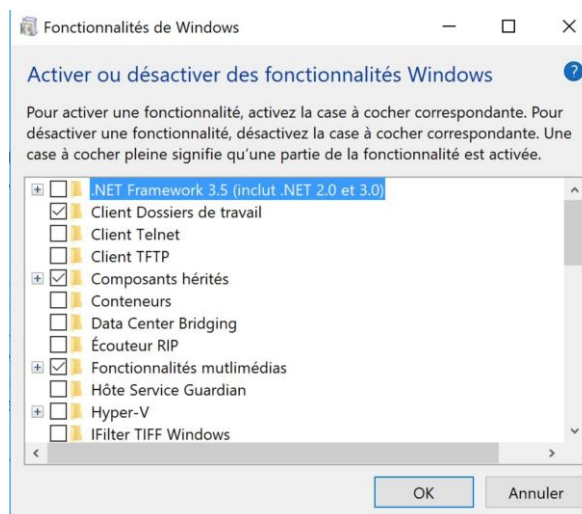 Fonctionnalités de Windows
Activer ou désactiver des fonctionnalités Windows
Pour activer une fonctionnalité, activez la case à cocher correspondante. Pour
désactiver une fonctionnalité, désactivez la case à cocher correspondante. Une
case à cocher pleine signifie qu'une partie de la fonctionnalité est activée.
.NET Framework 3.5 (inclut .NET 2.0 et 3.0)
Client Dossiers de travail
Client Telnet
Client TFTP
Composants hérités
Conteneurs
Data Center Bridging
Écouteur RIP
Fonctionnalités mutlimédias
Hôte Service Guardian
Hyper-V
IFilter TIFF Windows
OK
Annuler